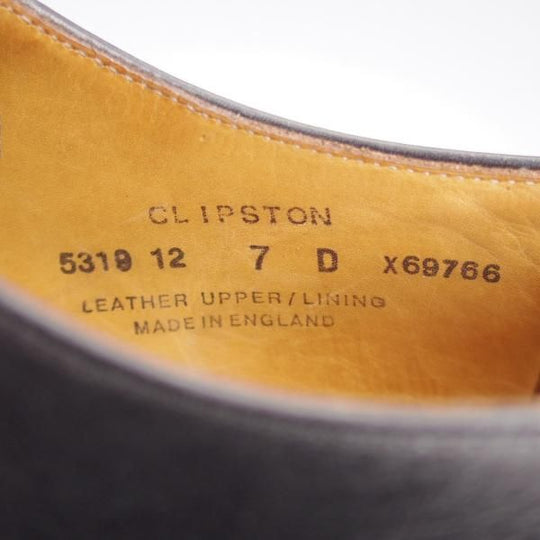 CLIPSTON
5319 12 7 D X69766
LEATHER UPPER/LINING
MADE IN ENGLAND